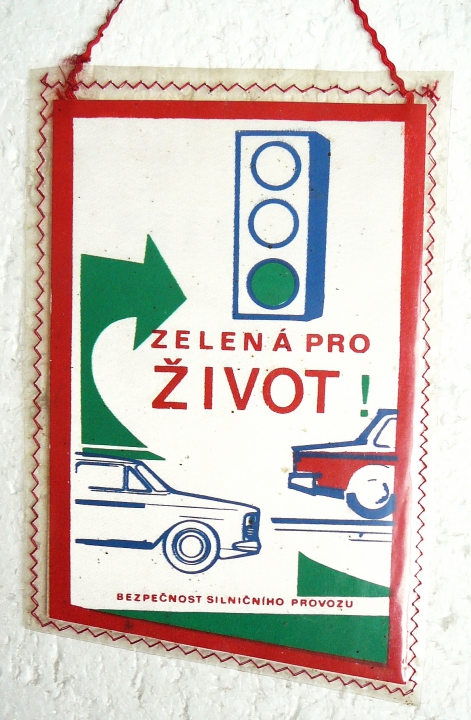 ZELENÁ PRO
ŽIVOT!
BEZPEČNOST SILNIČNÍHO PROVOZU